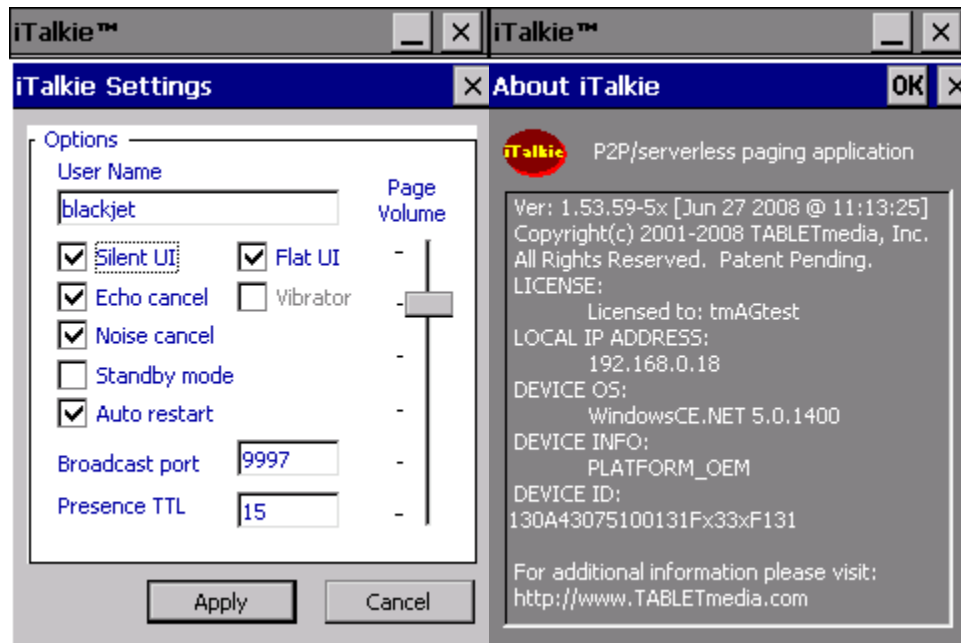 iTalkie™
iTalkie Settings
Options
User Name
blackjet
Page
Volume
Silent UI
Flat UI
Echo cancel
Vibrator
Noise cancel
Standby mode
Auto restart
Broadcast port
9997
Presence TTL
15
Apply
Cancel
iTalkie™
About iTalkie
OK
iTalkie
P2P/serverless paging application
Ver: 1.53.59-5x [Jun 27 2008 @ 11:13:25]
Copyright(c) 2001-2008 TABLETmedia, Inc.
All Rights Reserved.  Patent Pending.
LICENSE:
Licensed to: tmAGtest
LOCAL IP ADDRESS:
192.168.0.18
DEVICE OS:
WindowsCE.NET 5.0.1400
DEVICE INFO:
PLATFORM_OEM
DEVICE ID:
130A43075100131Fx33xF131
For additional information please visit:
http://www.TABLETmedia.com